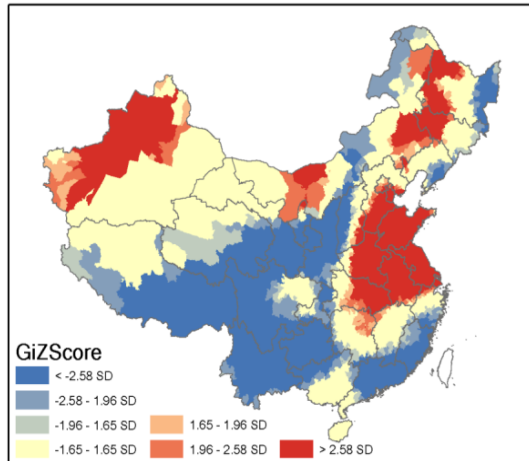 GiZScore
< -2.58 SD
-2.58 - 1.96 SD
-1.96 - 1.65 SD
1.65 - 1.96 SD
-1.65 - 1.65 SD
1.96 - 2.58 SD
> 2.58 SD